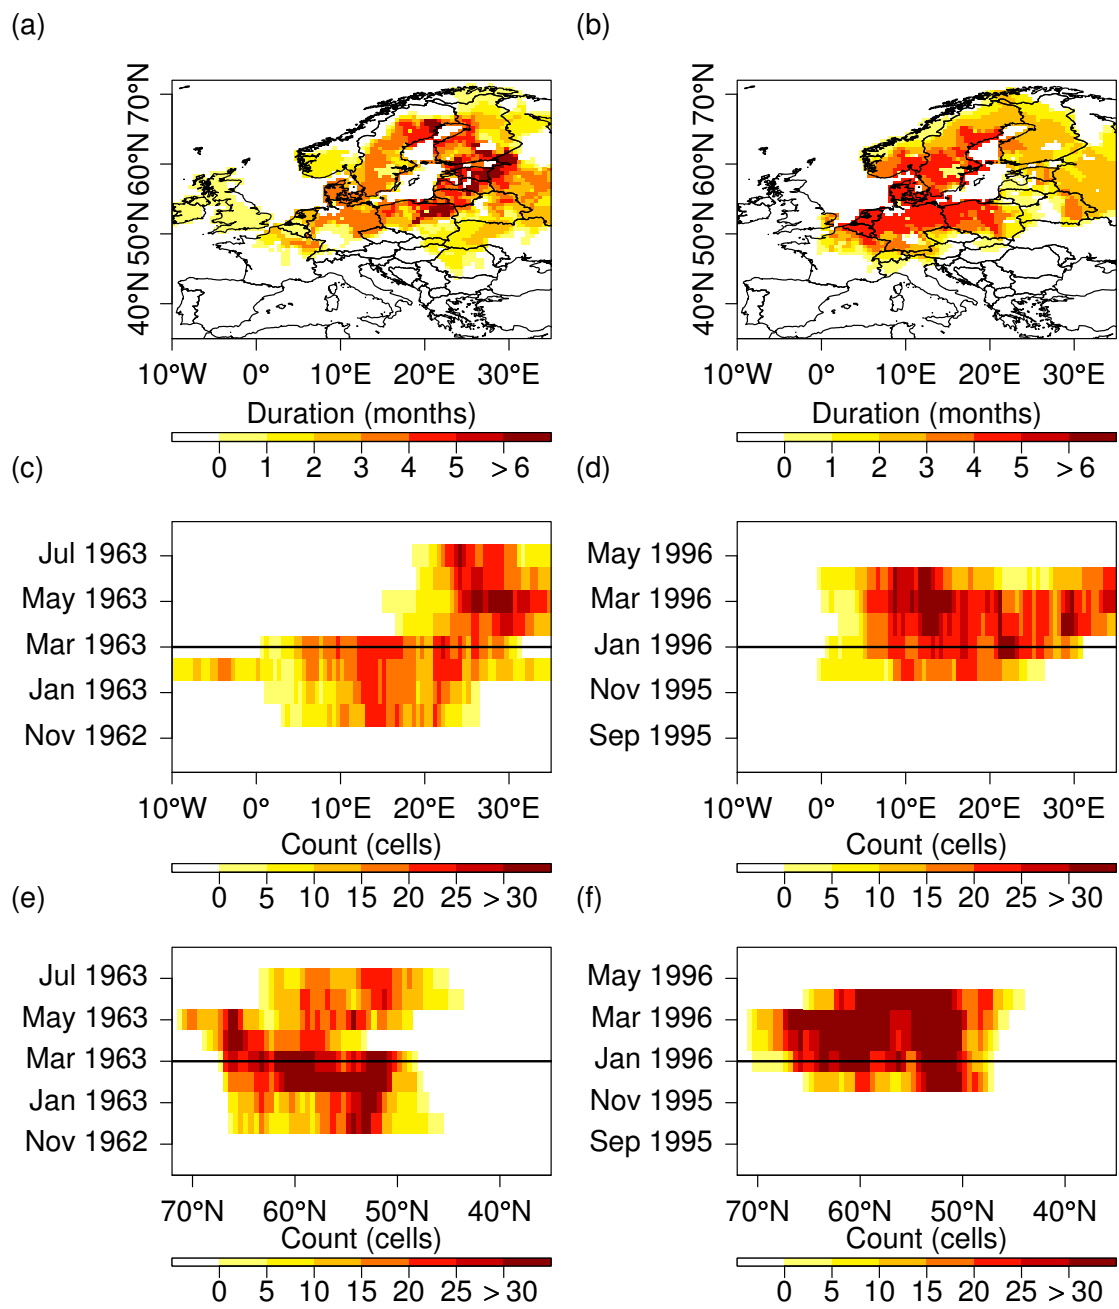 (a)
(b)
40°N 50°N 60°N 70°N
40°N 50°N 60°N 70°N
10°W 0° 10°E 20°E 30°E
10°W 0° 10°E 20°E 30°E
Duration (months)
Duration (months)
0 1 2 3 4 5 >6
0 1 2 3 4 5 >6
(c)
(d)
Jul 1963
May 1963
Mar 1963
Jan 1963
Nov 1962
May 1996
Mar 1996
Jan 1996
Nov 1995
Sep 1995
10°W 0° 10°E 20°E 30°E
10°W 0° 10°E 20°E 30°E
Count (cells)
Count (cells)
0 5 10 15 20 25 >30
0 5 10 15 20 25 >30
(e)
(f)
Jul 1963
May 1963
Mar 1963
Jan 1963
Nov 1962
May 1996
Mar 1996
Jan 1996
Nov 1995
Sep 1995
70°N 60°N 50°N 40°N
70°N 60°N 50°N 40°N
Count (cells)
Count (cells)
0 5 10 15 20 25 >30
0 5 10 15 20 25 >30